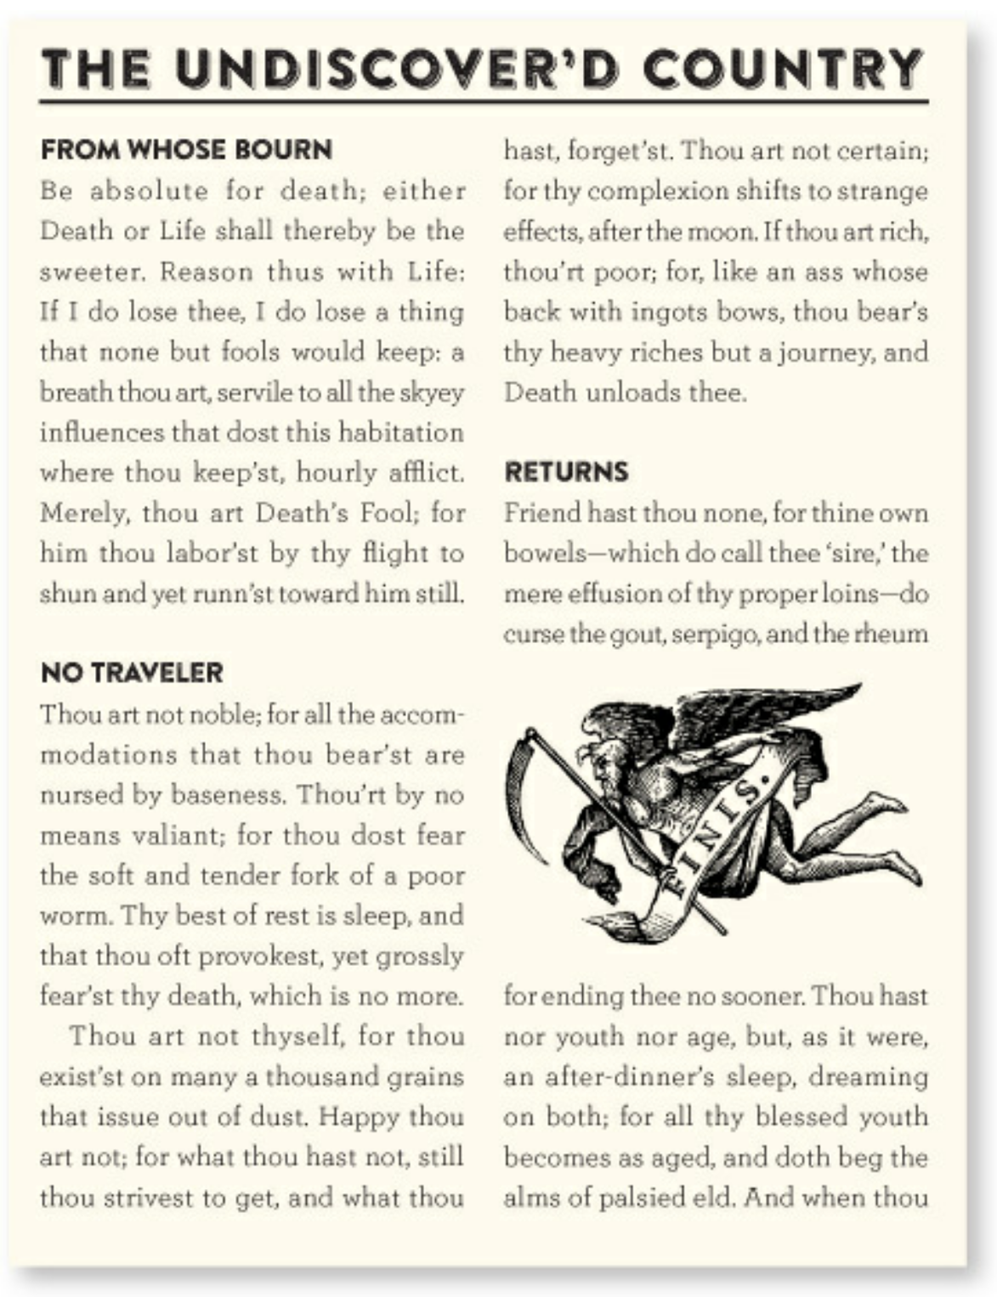 THE UNDISCOVER’D COUNTRY
FROM WHOSE BOURN
Be absolute for death; either
Death or Life shall thereby be the
sweeter. Reason thus with Life:
If I do lose thee, I do lose a thing
that none but fools would keep: a
breath thou art, servile to all the skyey
influences that dost this habitation
where thou keep’st, hourly afflict.
Merely, thou art Death’s Fool; for
him thou labor’st by thy flight to
shun and yet runn’st toward him still.
NO TRAVELER
Thou art not noble; for all the accom-
modations that thou bear’st are
nursed by baseness. Thou’rt by no
means valiant; for thou dost fear
the soft and tender fork of a poor
worm. Thy best of rest is sleep, and
that thou oft provokest, yet grossly
fear’st thy death, which is no more.
Thou art not thyself, for thou
exist’st on many a thousand grains
that issue out of dust. Happy thou
art not; for what thou hast not, still
thou strivest to get, and what thou
hast, forget’st. Thou art not certain;
for thy complexion shifts to strange
effects, after the moon. If thou art rich,
thou’rt poor; for, like an ass whose
back with ingots bows, thou bear’s
thy heavy riches but a journey, and
Death unloads thee.
RETURNS
Friend hast thou none, for thine own
bowels—which do call thee ‘sire,’ the
mere effusion of thy proper loins—do
curse the gout, serpigo, and the rheum
FINIS.
for ending thee no sooner. Thou hast
nor youth nor age, but, as it were,
an after-dinner’s sleep, dreaming
on both; for all thy blessed youth
becomes as aged, and doth beg the
alms of palsied eld. And when thou